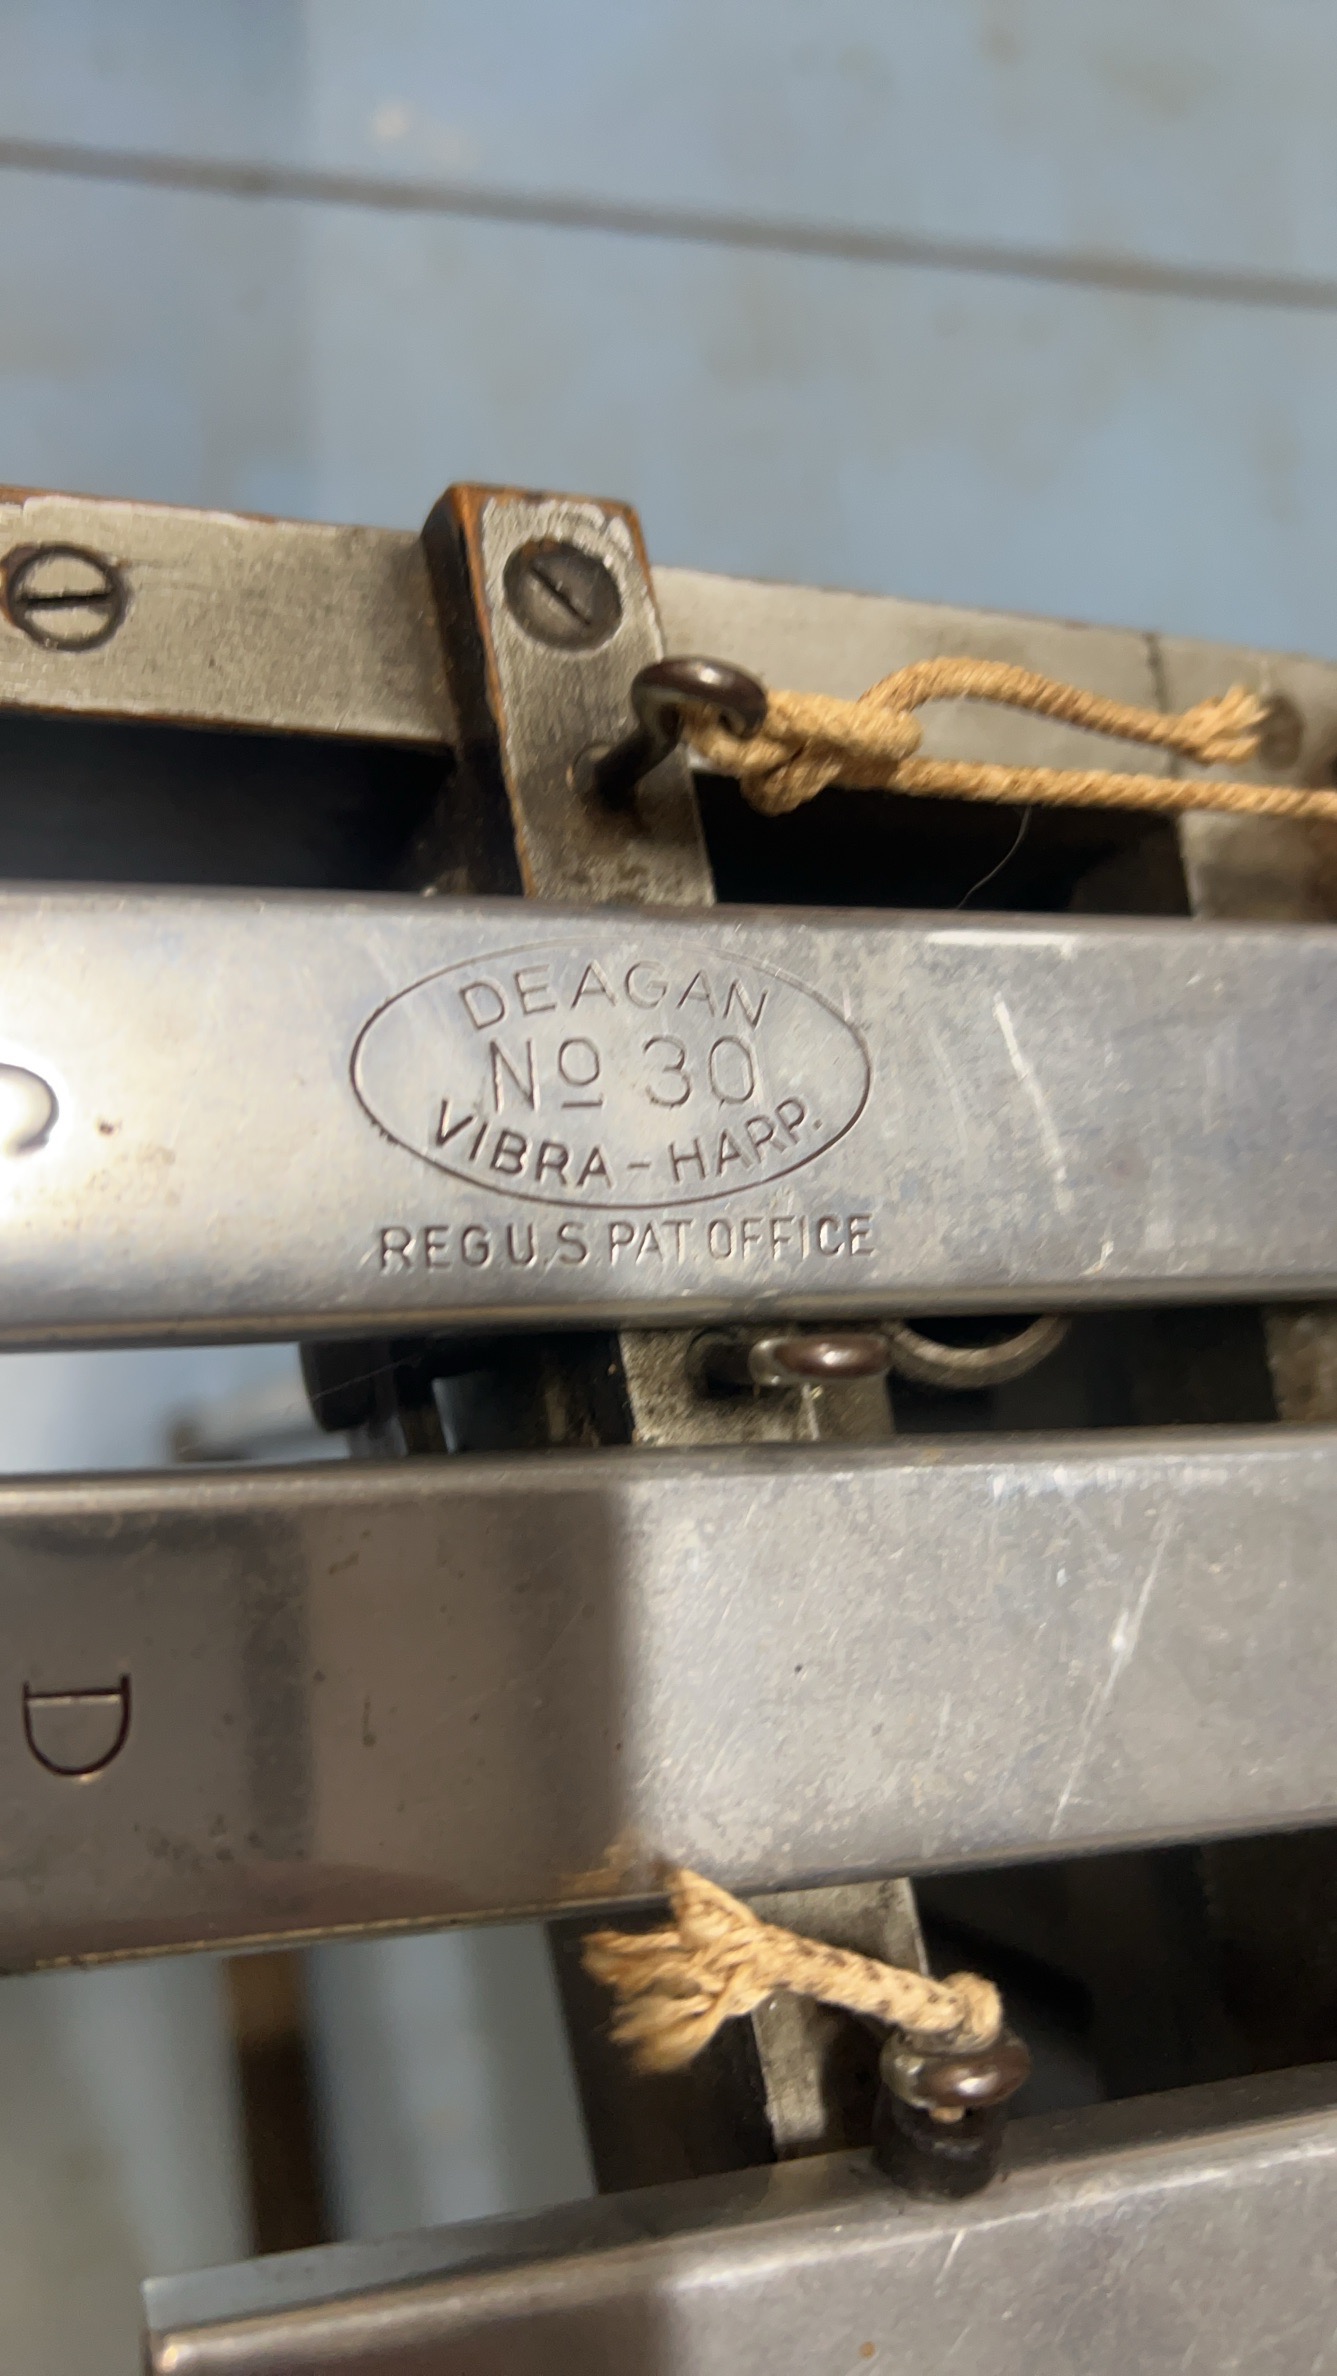 DEAGAN
No 30
VIBRA-HARP.
REG U.S. PAT. OFFICE
C
D